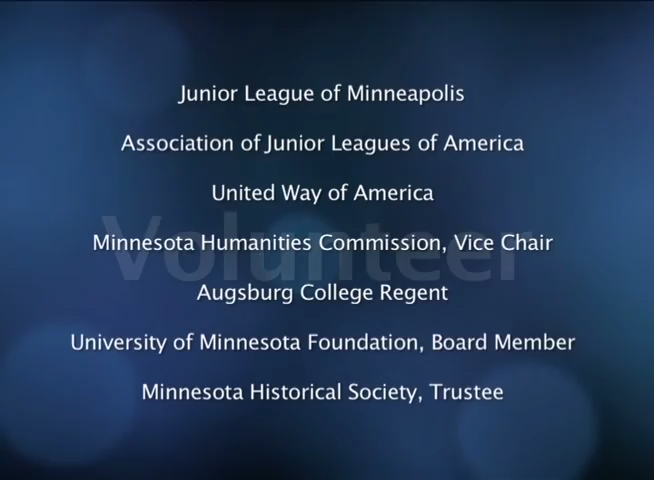 Junior League of Minneapolis
Association of Junior Leagues of America
United Way of America
Volunteer
Minnesota Humanities Commission, Vice Chair
Augsburg College Regent
University of Minnesota Foundation, Board Member
Minnesota Historical Society, Trustee